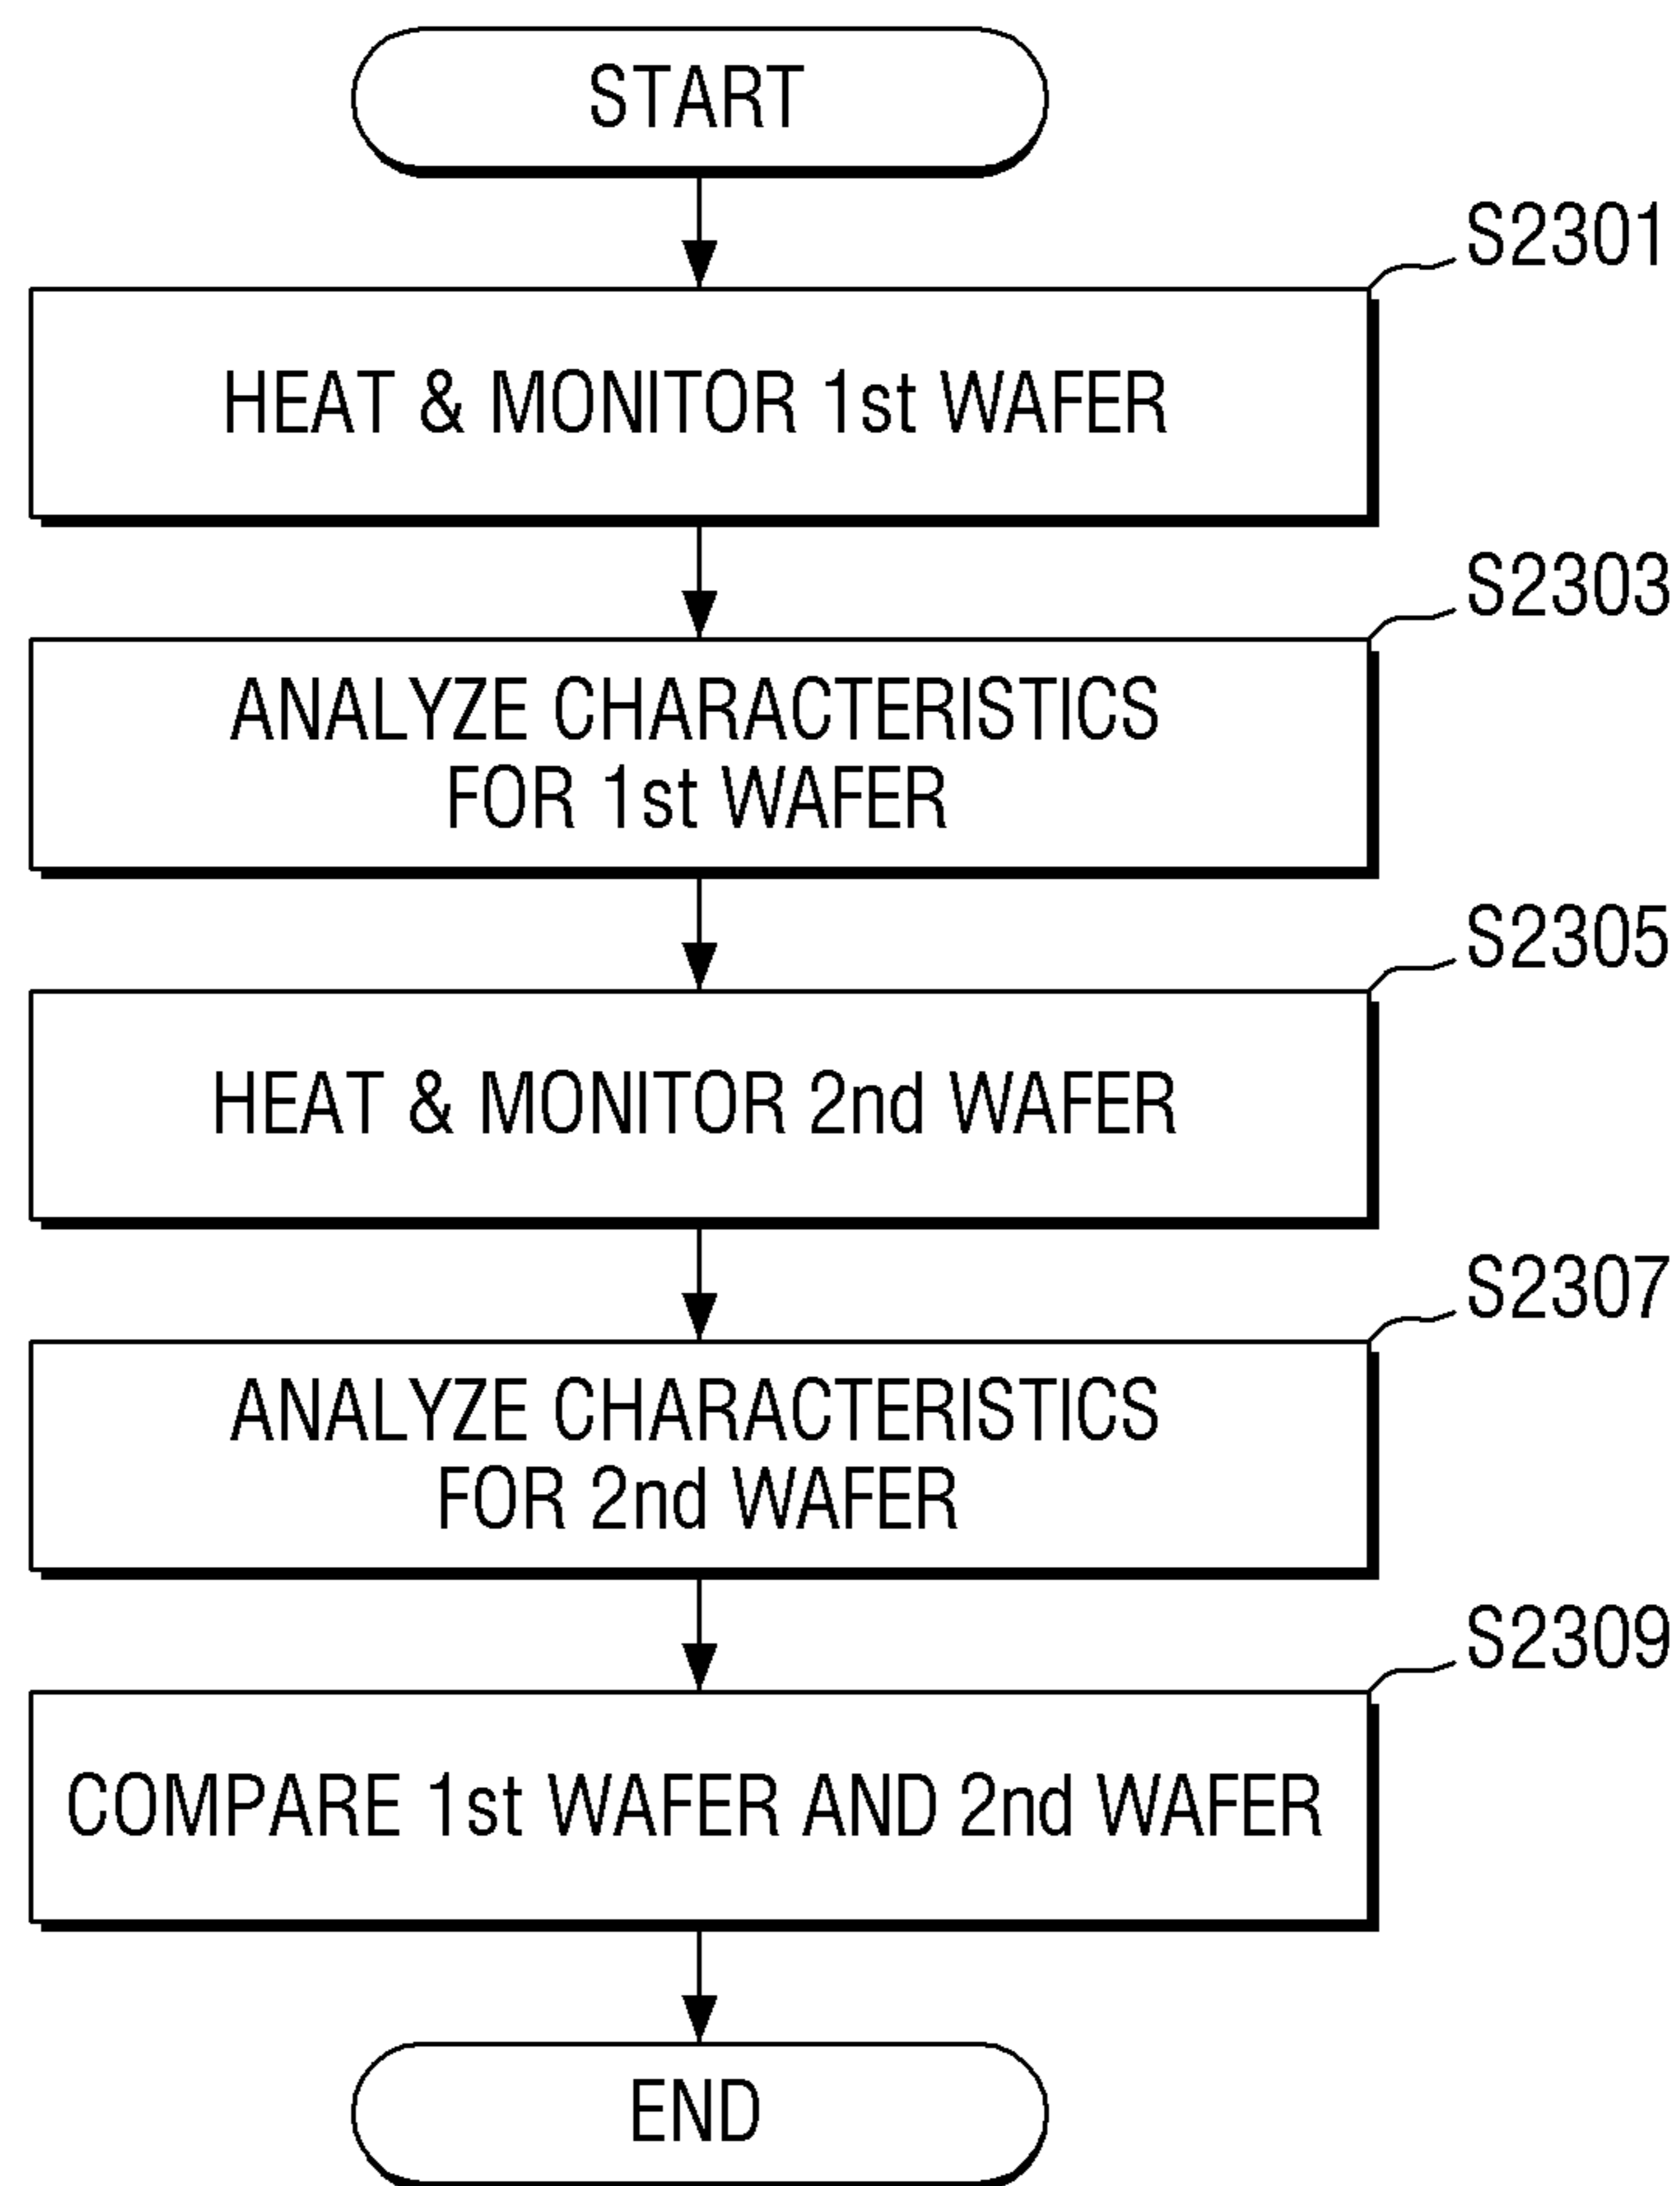 START
S2301
HEAT & MONITOR 1st WAFER
S2303
ANALYZE CHARACTERISTICS
FOR 1st WAFER
S2305
HEAT & MONITOR 2nd WAFER
S2307
ANALYZE CHARACTERISTICS
FOR 2nd WAFER
S2309
COMPARE 1st WAFER AND 2nd WAFER
END